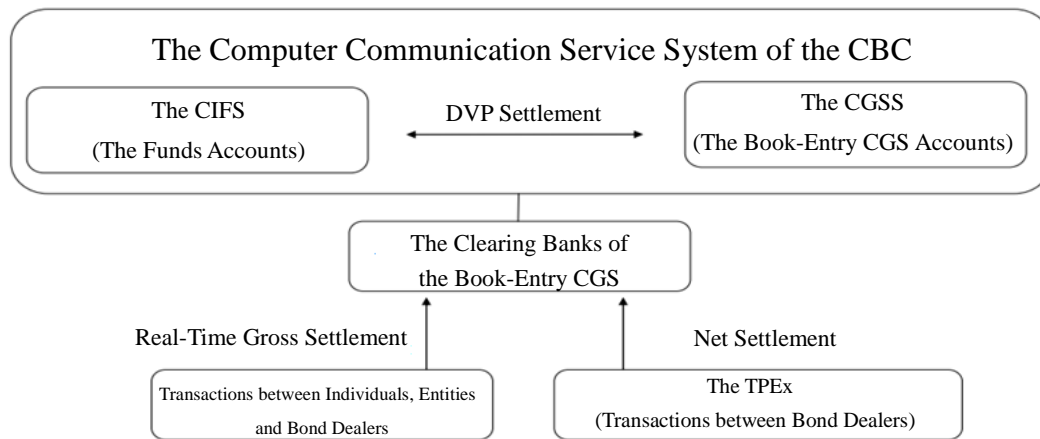 The Computer Communication Service System of the CBC
The CIFS
(The Funds Accounts)
DVP Settlement
The CGSS
(The Book-Entry CGS Accounts)
The Clearing Banks of
the Book-Entry CGS
Real-Time Gross Settlement
Net Settlement
Transactions between Individuals, Entities
and Bond Dealers
The TPEx
(Transactions between Bond Dealers)